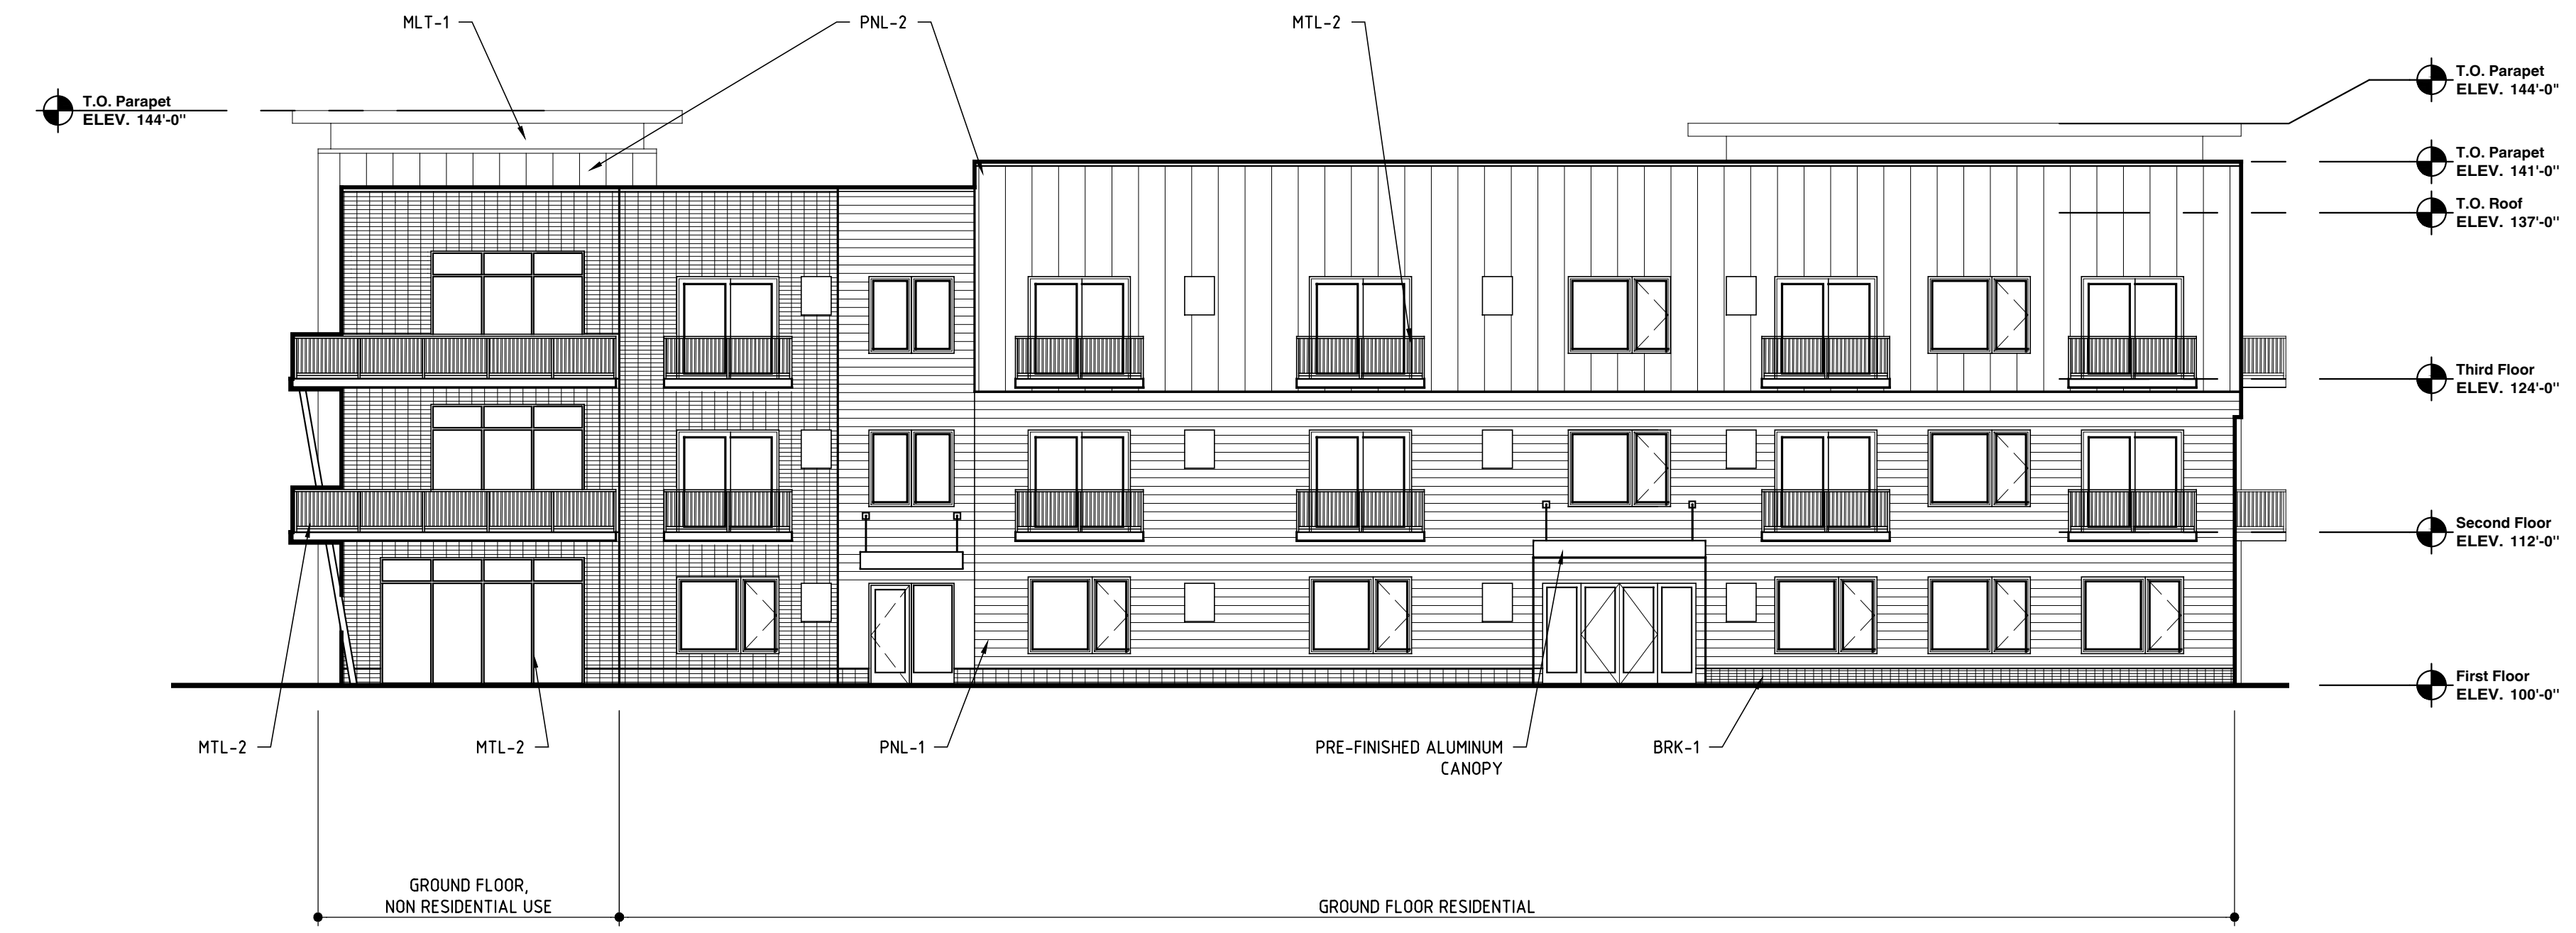 MLT-1
PNL-2
MTL-2
T.O. Parapet
ELEV. 144'-0"
T.O. Parapet
ELEV. 144'-0"
T.O. Parapet
ELEV. 141'-0"
T.O. Roof
ELEV. 137'-0"
Third Floor
ELEV. 124'-0"
Second Floor
ELEV. 112'-0"
First Floor
ELEV. 100'-0"
MTL-2
MTL-2
PNL-1
PRE-FINISHED ALUMINUM
CANOPY
BRK-1
GROUND FLOOR,
NON RESIDENTIAL USE
GROUND FLOOR RESIDENTIAL